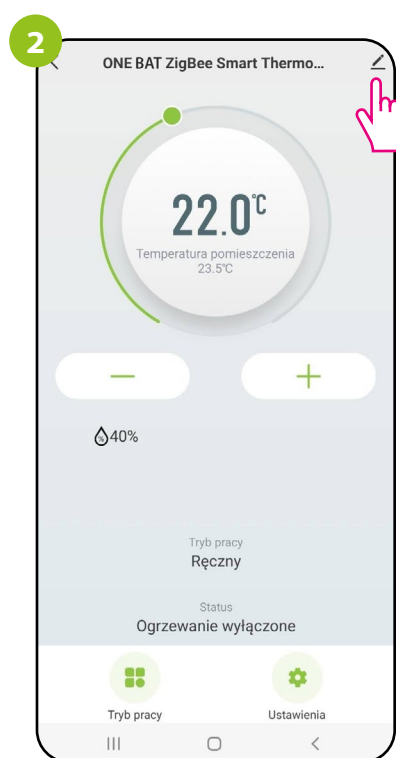 2
ONE BAT ZigBee Smart Thermo...
22.0°C
Temperatura pomieszczenia
23.5°C
40%
Tryb pracy
Ręczny
Status
Ogrzewanie wyłączone
Tryb pracy Ustawienia